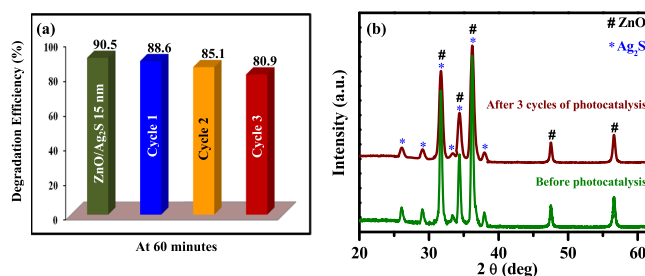 (a)
Degradation Efficiency (%)
100
80
60
40
20
0
90.5
88.6
85.1
80.9
ZnO/Ag₂S 15 nm
Cycle 1
Cycle 2
Cycle 3
At 60 minutes
(b)
# ZnO
* Ag₂S
Intensity (a.u.)
#
#
#
#
#
*
*
*
*
*
*
*
After 3 cycles of photocatalysis
Before photocatalysis
20
30
40
50
60
2 θ (deg)